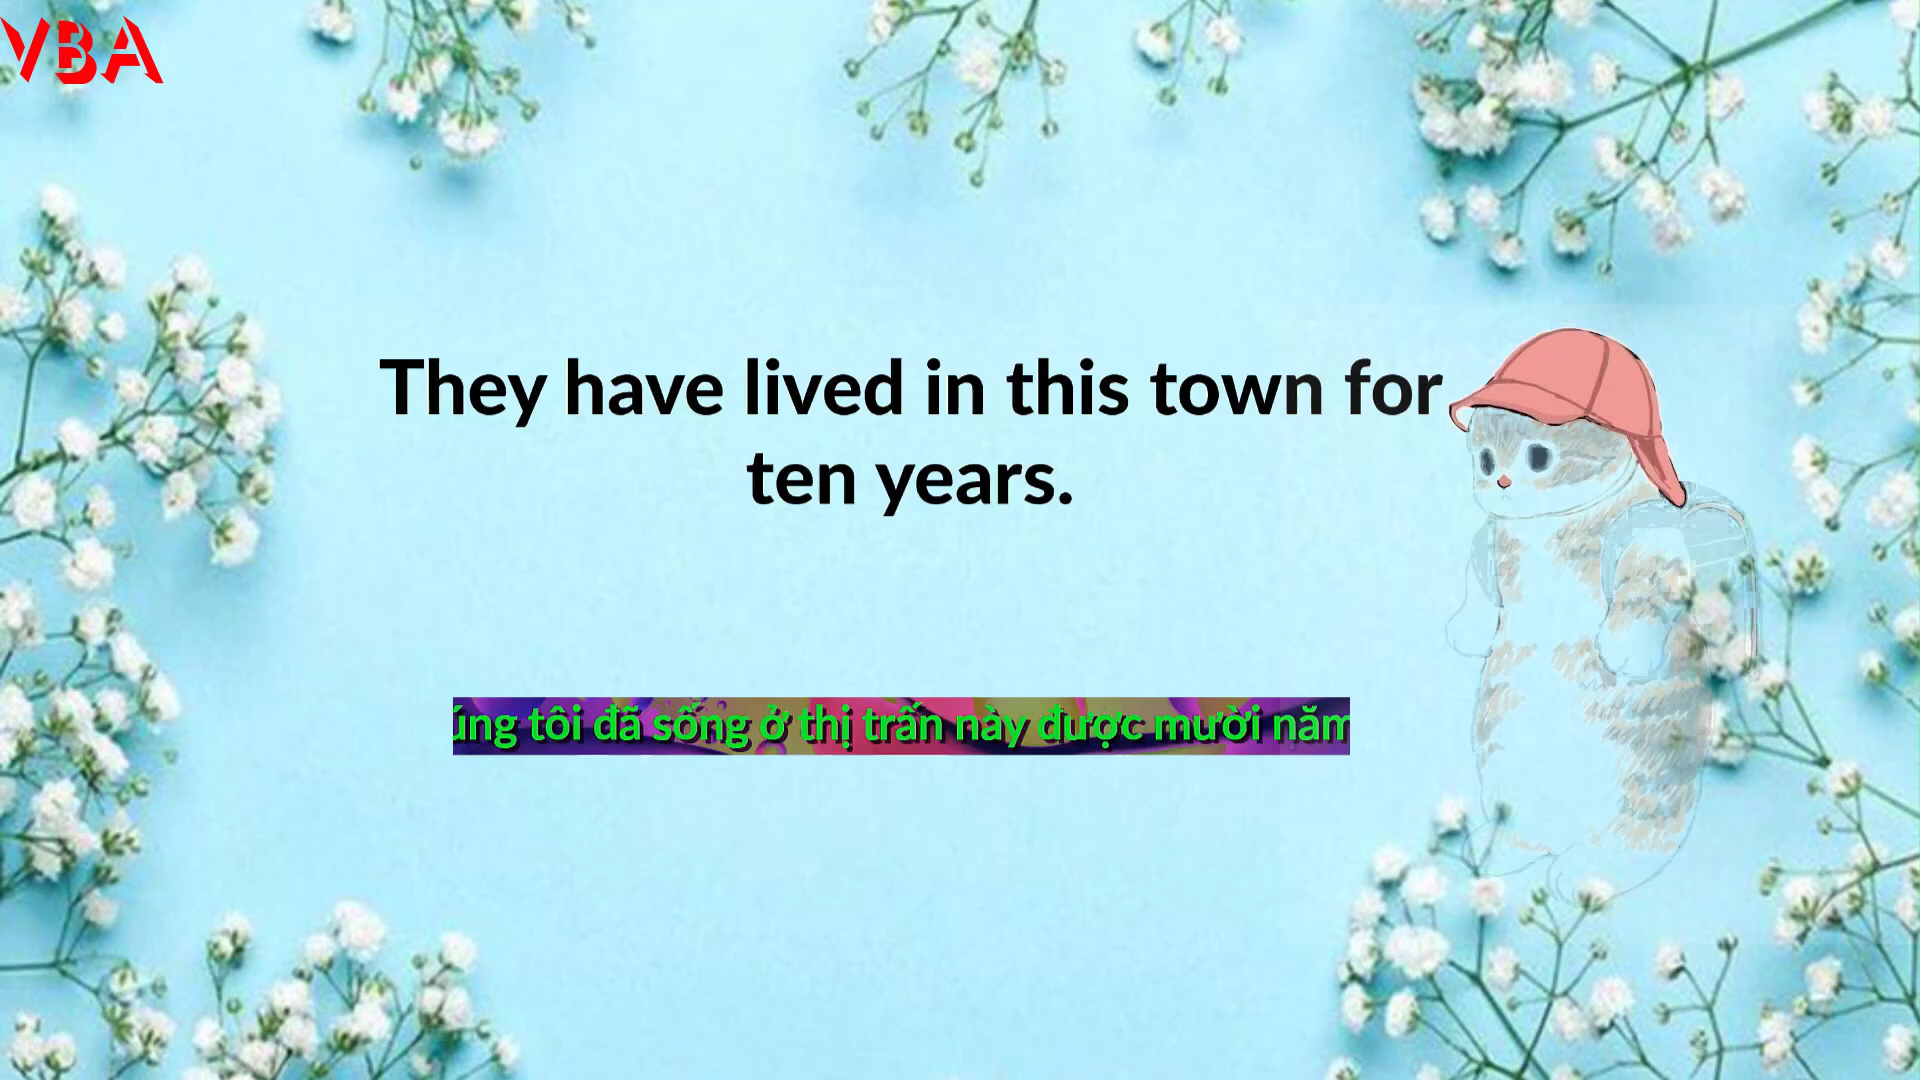 VBA
They have lived in this town for
ten years.
úng tôi đã sống ở thị trấn này được mười năm